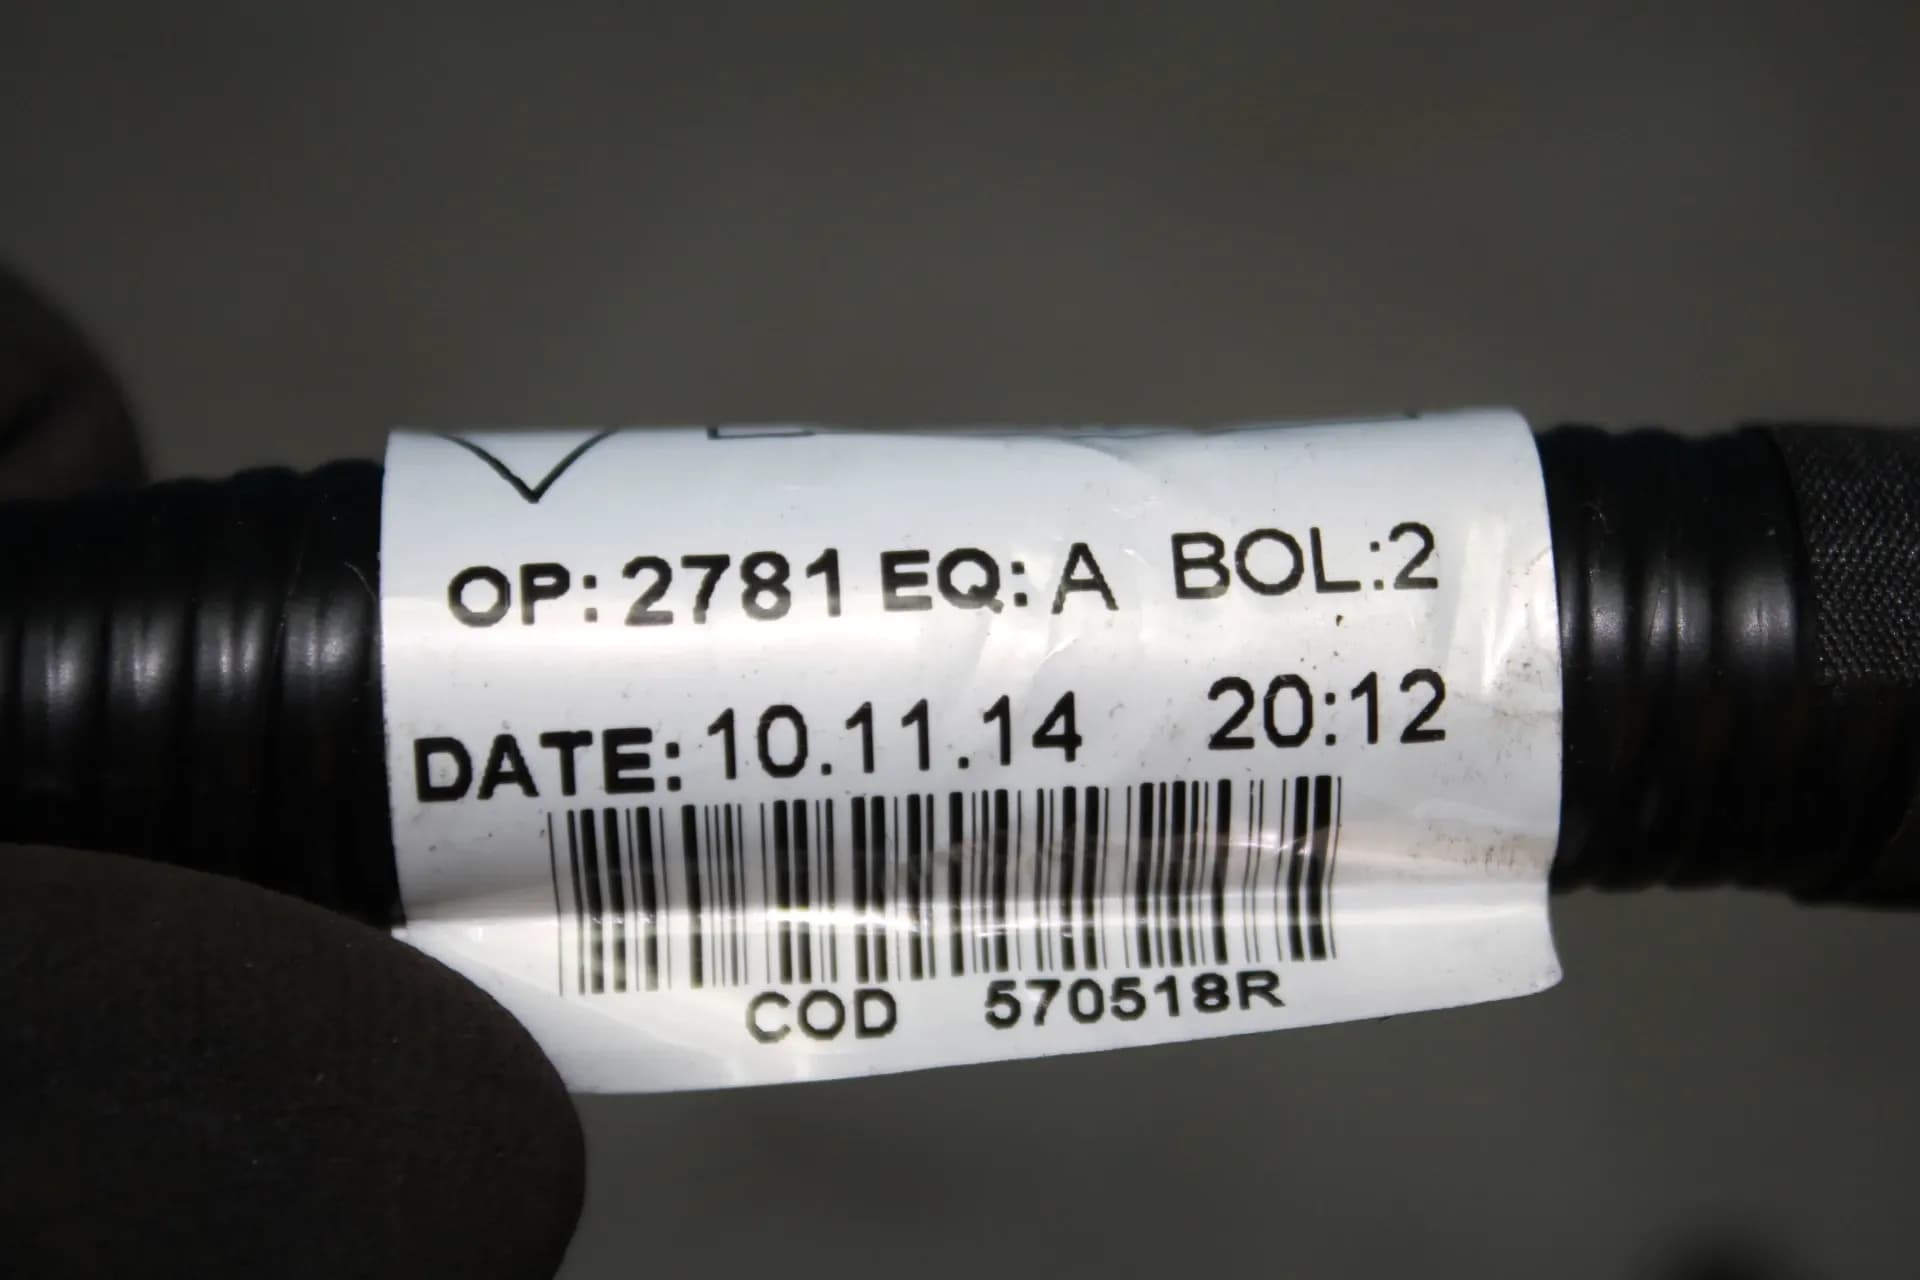 OP: 2781 EQ: A BOL:2
DATE: 10.11.14 20:12
COD 570518R